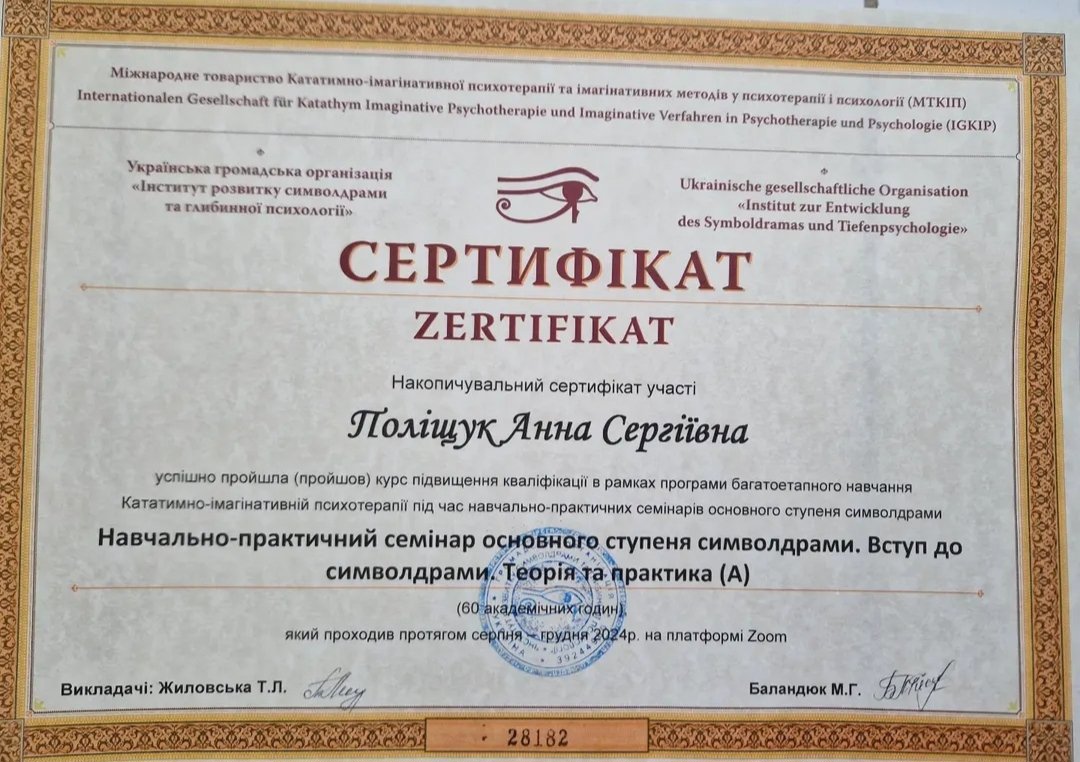 Міжнародне товариство Кататимно-імагінативної психотерапії та імагінативних методів у психотерапії і психології (МТКІП)
Internationalen Gesellschaft für Katathym Imaginative Psychotherapie und Imaginative Verfahren in Psychotherapie und Psychologie (IGKIP)
Українська громадська організація
«Інститут розвитку символдрами
та глибинної психології»
Ukrainische gesellschaftliche Organisation
«Institut zur Entwicklung
des Symboldramas und Tiefenpsychologie»
СЕРТИФІКАТ
ZERTIFIKAT
Накопичувальний сертифікат участі
Поліщук Анна Сергіївна
успішно пройшла (пройшов) курс підвищення кваліфікації в рамках програми багатоетапного навчання
Кататимно-імагінативній психотерапії під час навчально-практичних семінарів основного ступеня символдрами
Навчально-практичний семінар основного ступеня символдрами. Вступ до
символдрами. Теорія та практика (А)
(60 академічних годин),
який проходив протягом серпня – грудня 2024р. на платформі Zoom
Викладачі: Жиловська Т.Л.
Баландюк М.Г.
28182